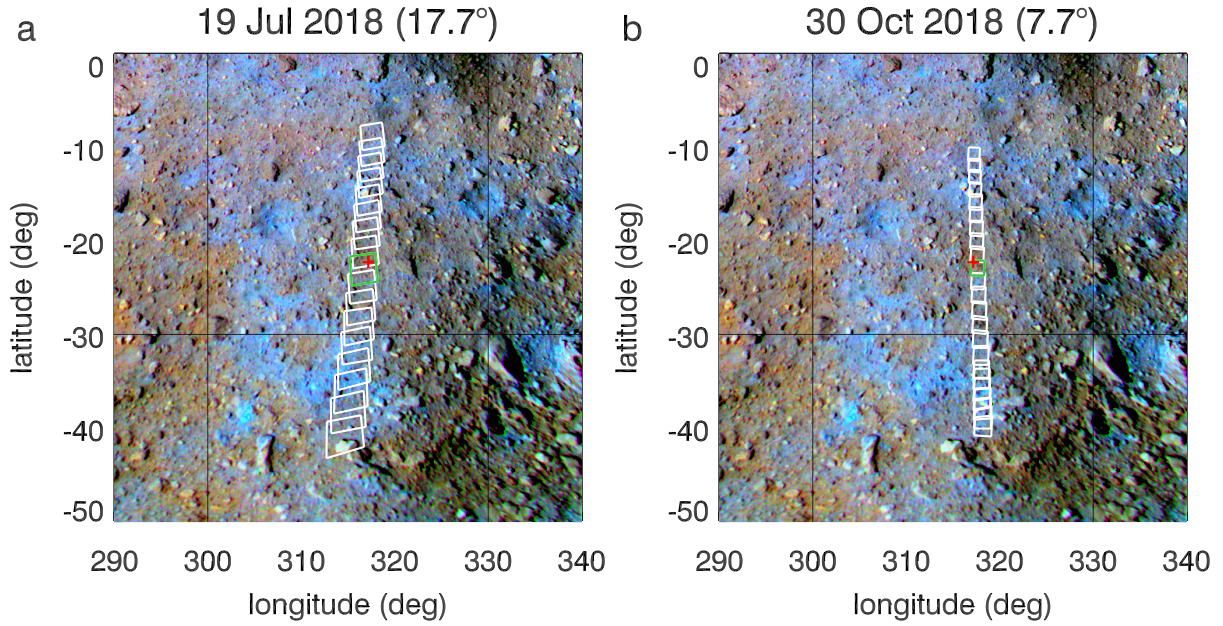 a
19 Jul 2018 (17.7°)
0
-10
-20
-30
-40
-50
latitude (deg)
290 300 310 320 330 340
longitude (deg)
b
30 Oct 2018 (7.7°)
0
-10
-20
-30
-40
-50
latitude (deg)
290 300 310 320 330 340
longitude (deg)